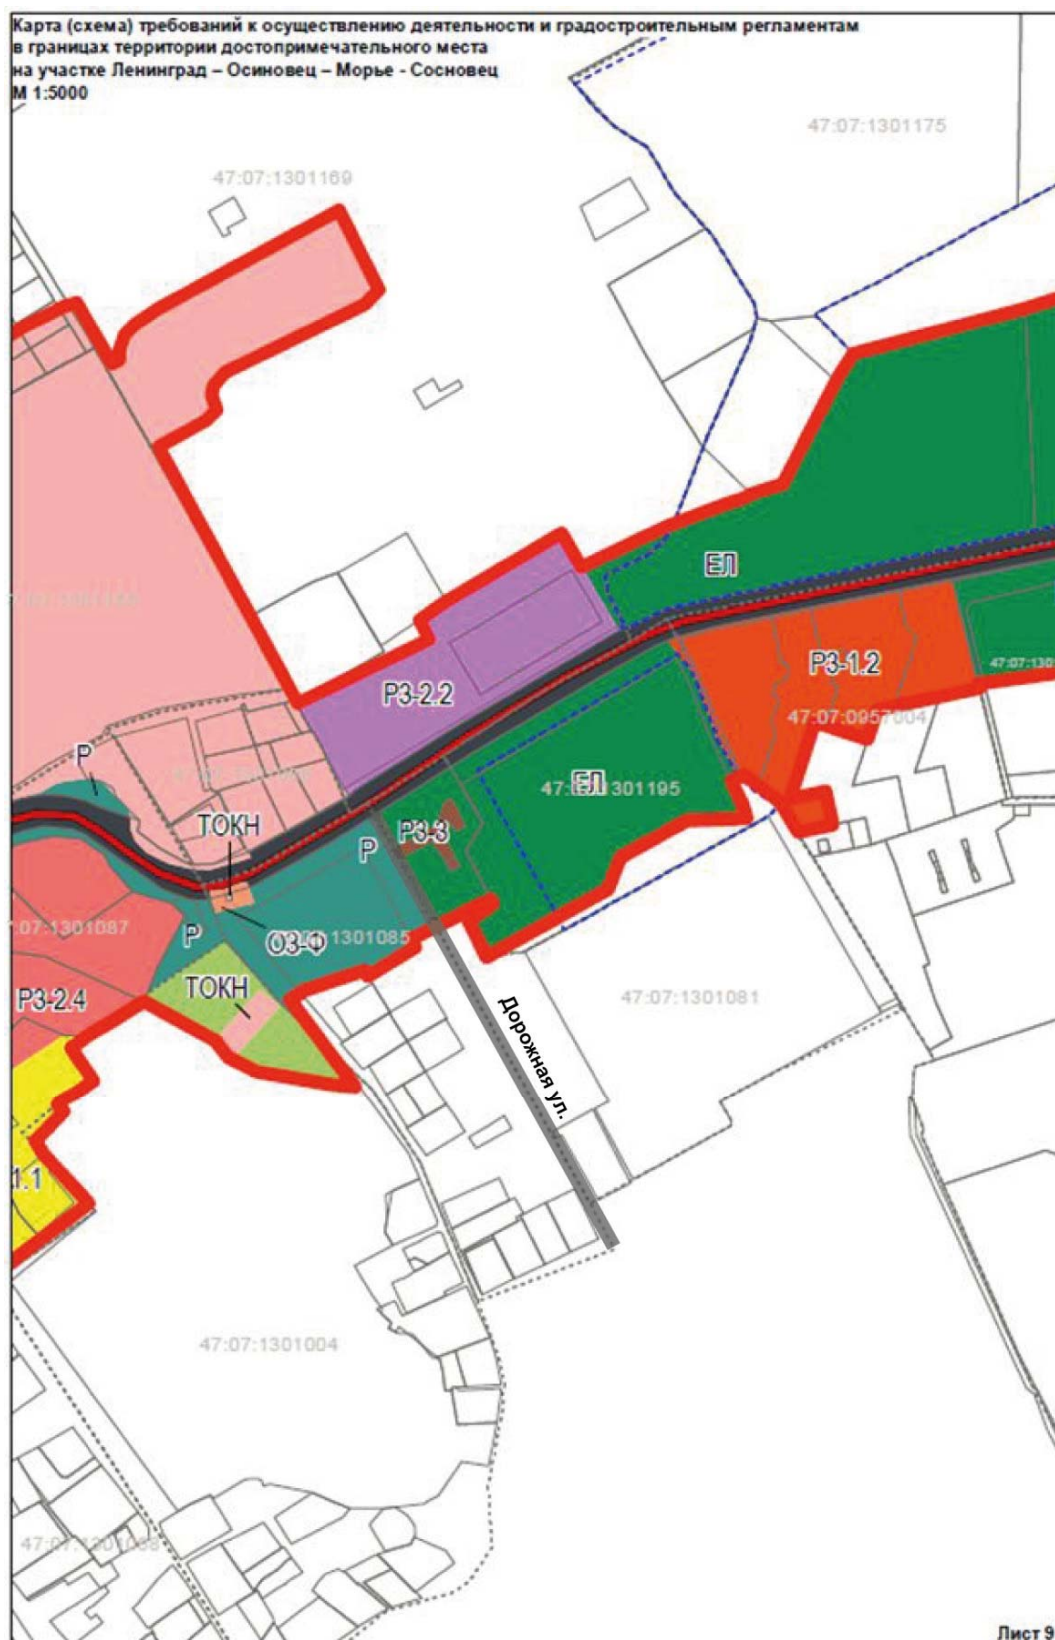 Карта (схема) требований к осуществлению деятельности и градостроительным регламентам
в границах территории достопримечательного места
на участке Ленинград – Осиновец – Морье - Сосновец
М 1:5000
47:07:1301175
47:07:1301169
ЕЛ
РЗ-1.2
47:07:1301
РЗ-2.2
47:07:0957004
Р
ЕЛ
1301195
ТОКН
РЗ-3
Р
7:07:1301087
Р
ОЗ-Ф
1301085
ТОКН
РЗ-2.4
47:07:1301081
Дорожная ул.
1.1
47:07:1301004
Лист 9